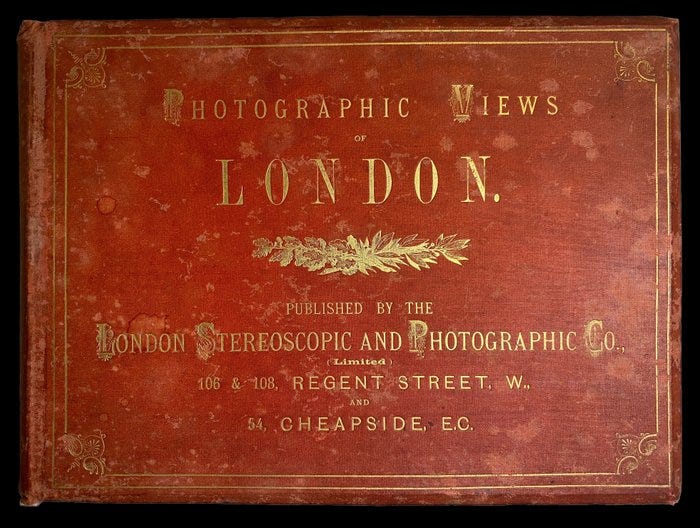 PHOTOGRAPHIC VIEWS
OF
LONDON.
PUBLISHED BY THE
LONDON STEREOSCOPIC AND PHOTOGRAPHIC CO.,
(Limited)
106 & 108, REGENT STREET, W.,
AND
54, CHEAPSIDE, E.C.